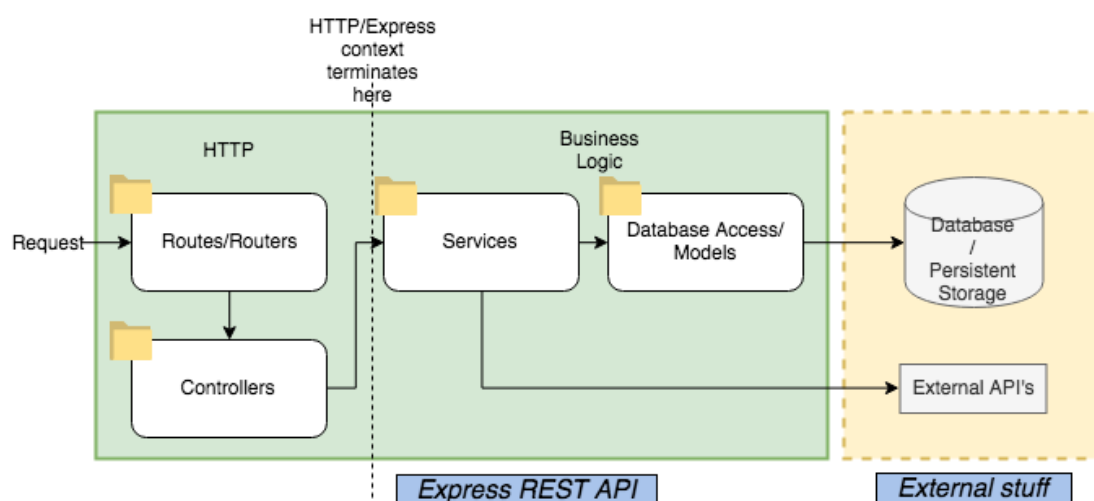 HTTP/Express
context
terminates
here
HTTP
Business
Logic
Request
Routes/Routers
Services
Database Access/
Models
Database
/
Persistent
Storage
Controllers
External API's
Express REST API
External stuff